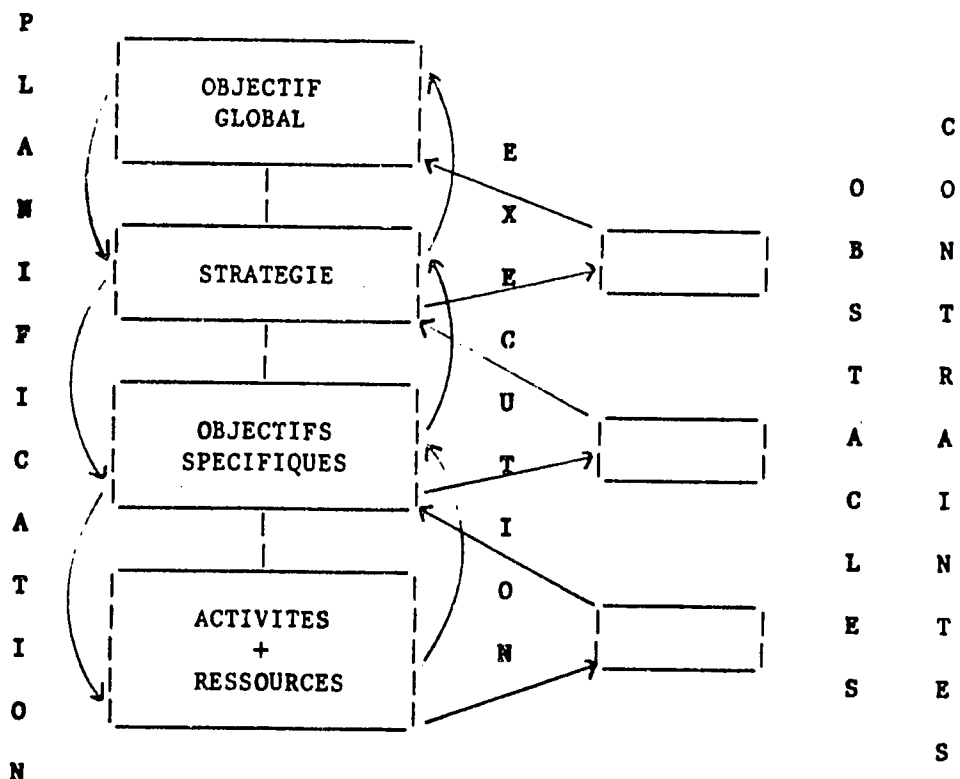 PLANIFICATION
OBJECTIF
GLOBAL
STRATEGIE
OBJECTIFS
SPECIFIQUES
ACTIVITES
+
RESSOURCES
EXECUTION
OBSTACLES
CONTRAINTES